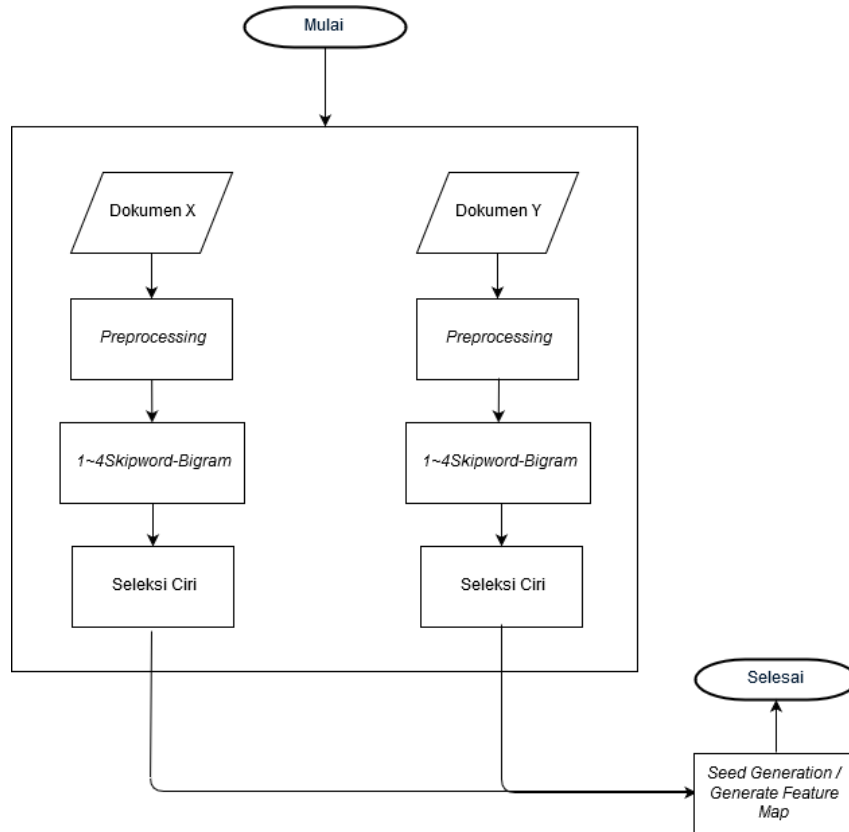 Mulai
Dokumen X
Dokumen Y
Preprocessing
Preprocessing
1~4Skipword-Bigram
1~4Skipword-Bigram
Seleksi Ciri
Seleksi Ciri
Selesai
Seed Generation /
Generate Feature
Map